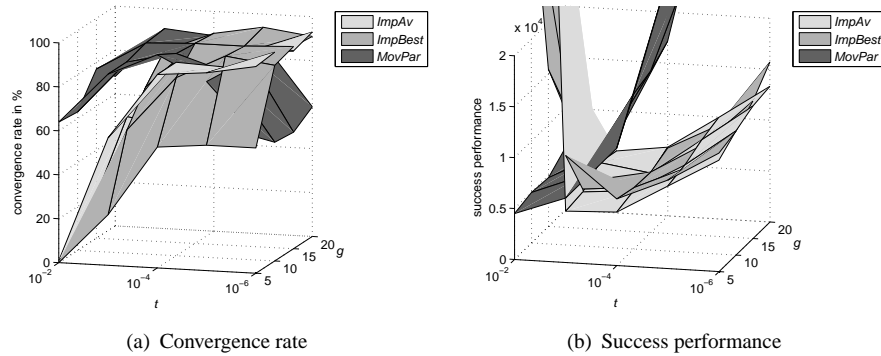 ImpAv
ImpBest
MovPar
100
80
60
40
20
0
convergence rate in %
10−2
10−4
10−6
t
5
10
15
20
g
(a) Convergence rate
x 104
ImpAv
ImpBest
MovPar
2
1.5
1
0.5
0
success performance
10−2
10−4
10−6
t
5
10
15
20
g
(b) Success performance